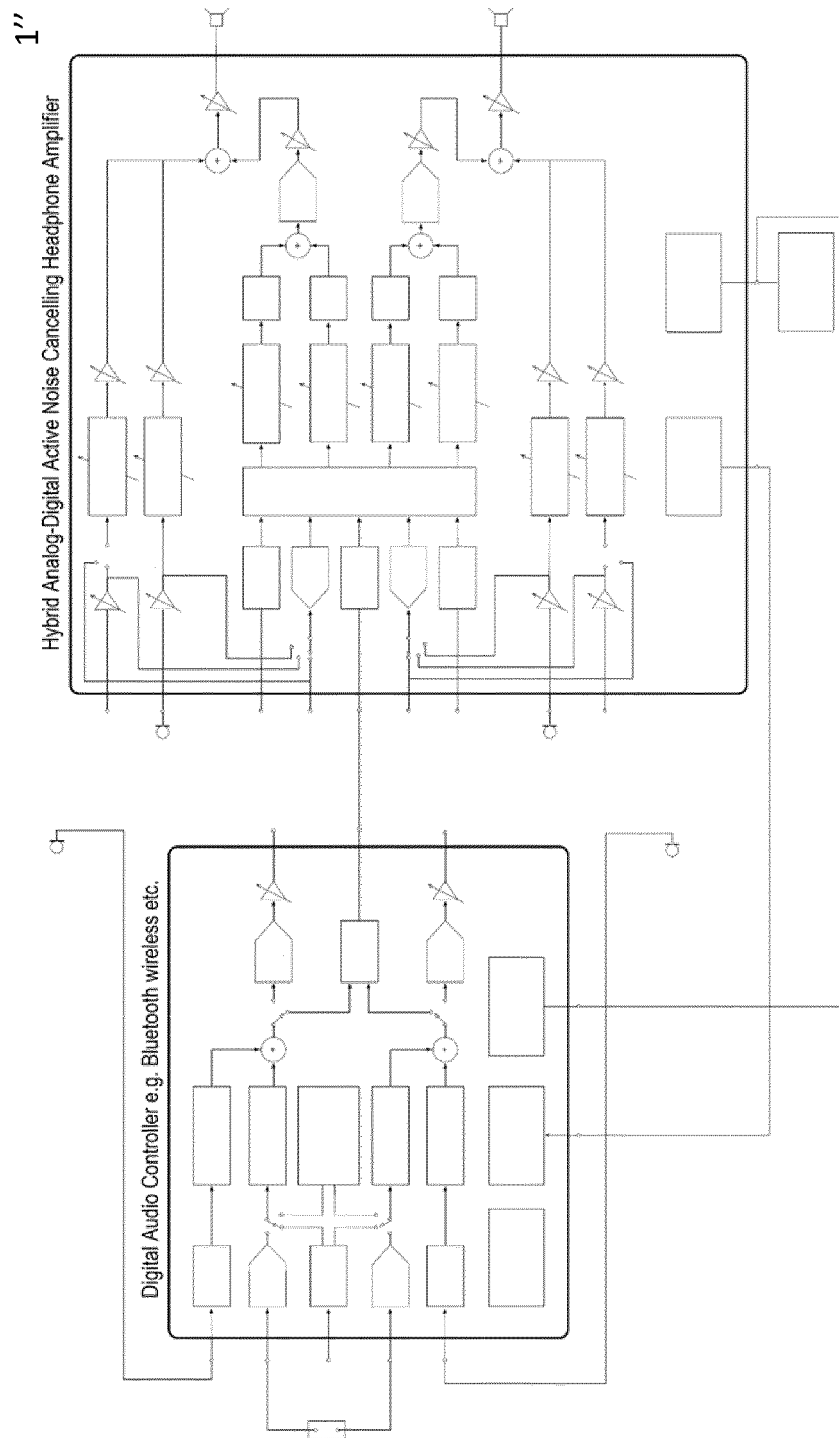 1″
Hybrid Analog-Digital Active Noise Cancelling Headphone Amplifier
Digital Audio Controller e.g. Bluetooth wireless etc.